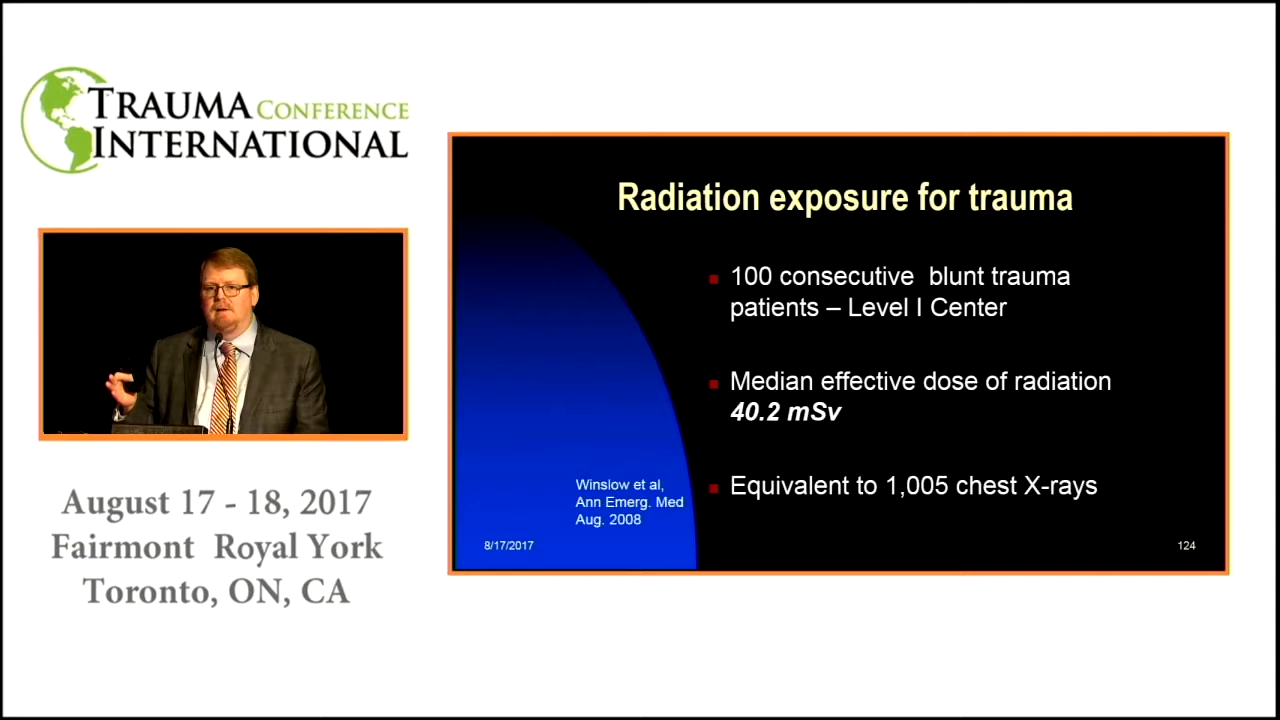 TRAUMA CONFERENCE
INTERNATIONAL
August 17 - 18, 2017
Fairmont Royal York
Toronto, ON, CA
Radiation exposure for trauma
100 consecutive blunt trauma
patients – Level I Center
Median effective dose of radiation
40.2 mSv
Equivalent to 1,005 chest X-rays
Winslow et al,
Ann Emerg. Med
Aug. 2008
8/17/2017
124